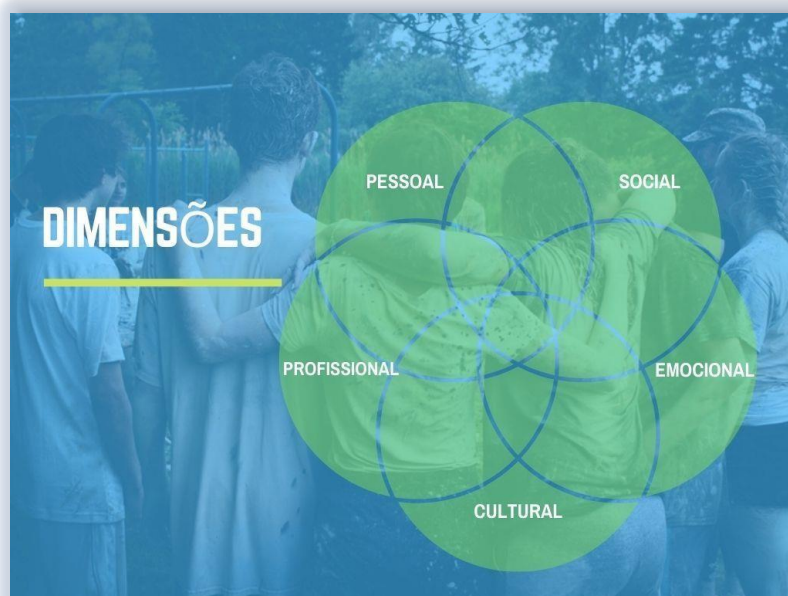 DIMENSÕES
PESSOAL
SOCIAL
PROFISSIONAL
EMOCIONAL
CULTURAL